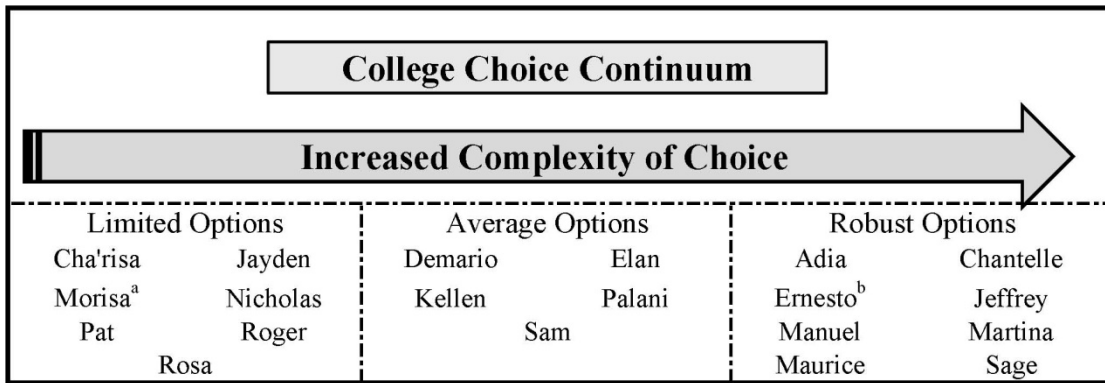 College Choice Continuum
Increased Complexity of Choice
Limited Options
Cha'risa Jayden
Morisaᵃ Nicholas
Pat Roger
Rosa
Average Options
Demario Elan
Kellen Palani
Sam
Robust Options
Adia Chantelle
Ernestoᵇ Jeffrey
Manuel Martina
Maurice Sage